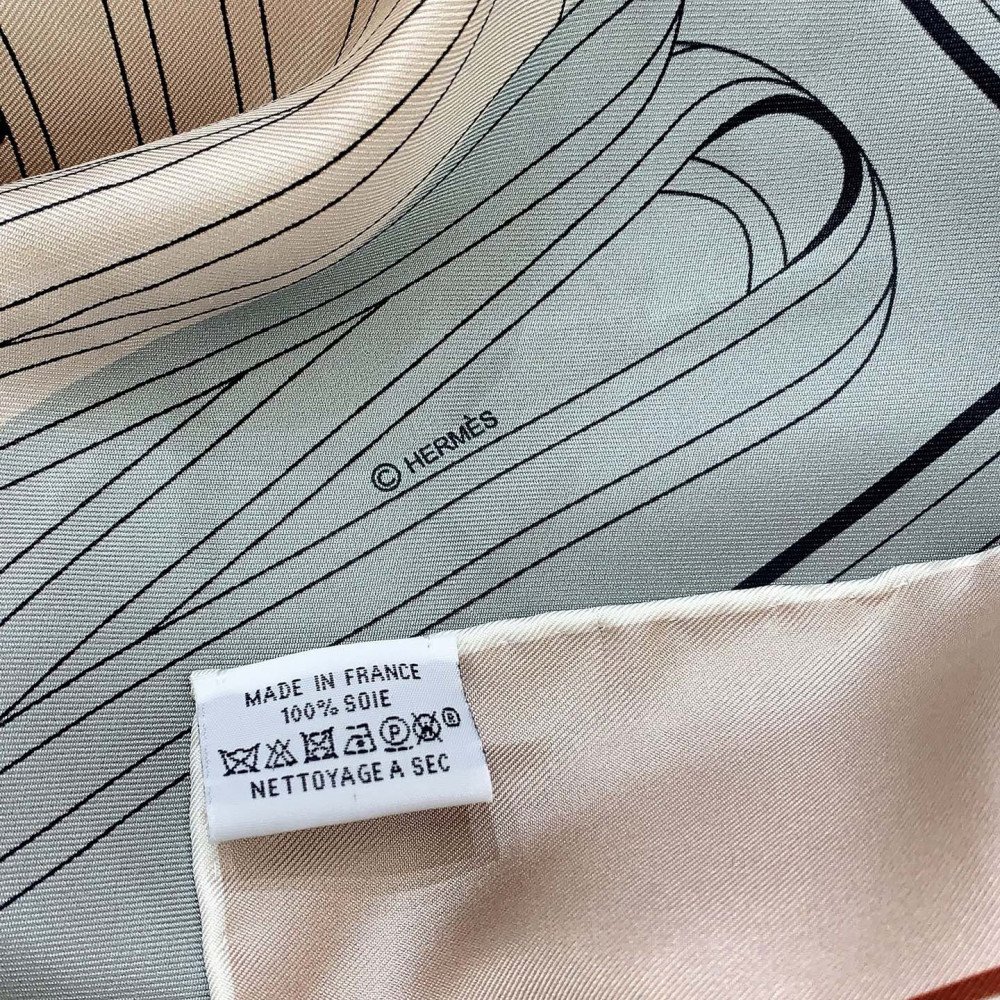 © HERMÈS
MADE IN FRANCE
100% SOIE
P W ®
NETTOYAGE A SEC